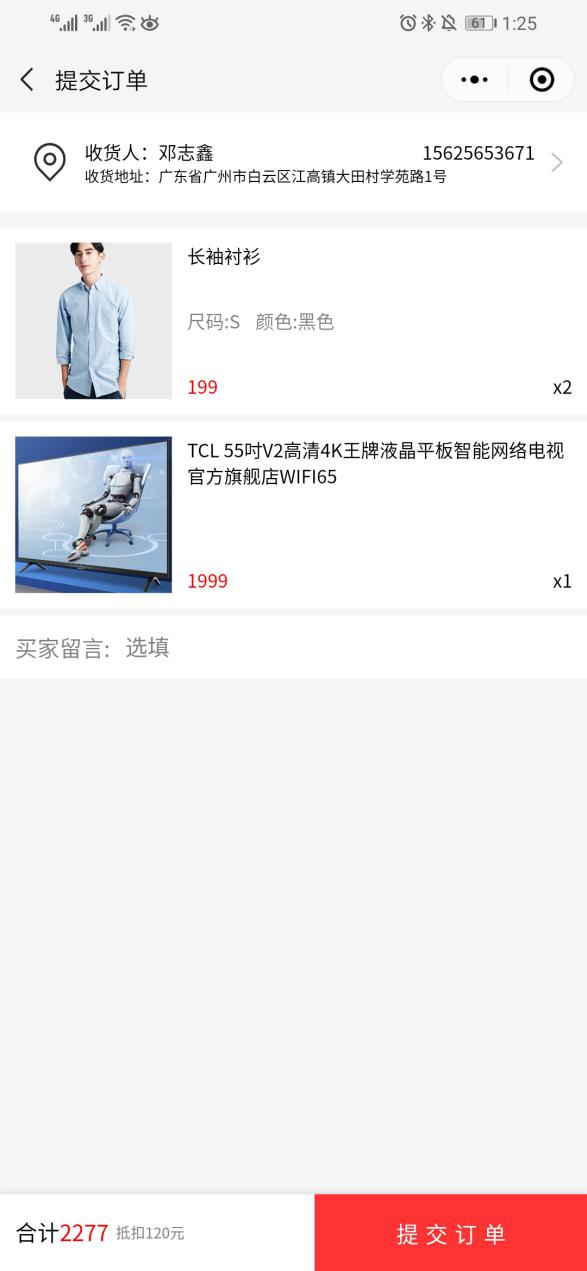 4G 3G 61 1:25
提交订单
收货人：邓志鑫 15625653671
收货地址：广东省广州市白云区江高镇大田村学苑路1号
长袖衬衫
尺码:S 颜色:黑色
199 x2
TCL 55吋V2高清4K王牌液晶平板智能网络电视
官方旗舰店WIFI65
1999 x1
买家留言: 选填
合计2277 抵扣120元 提交订单